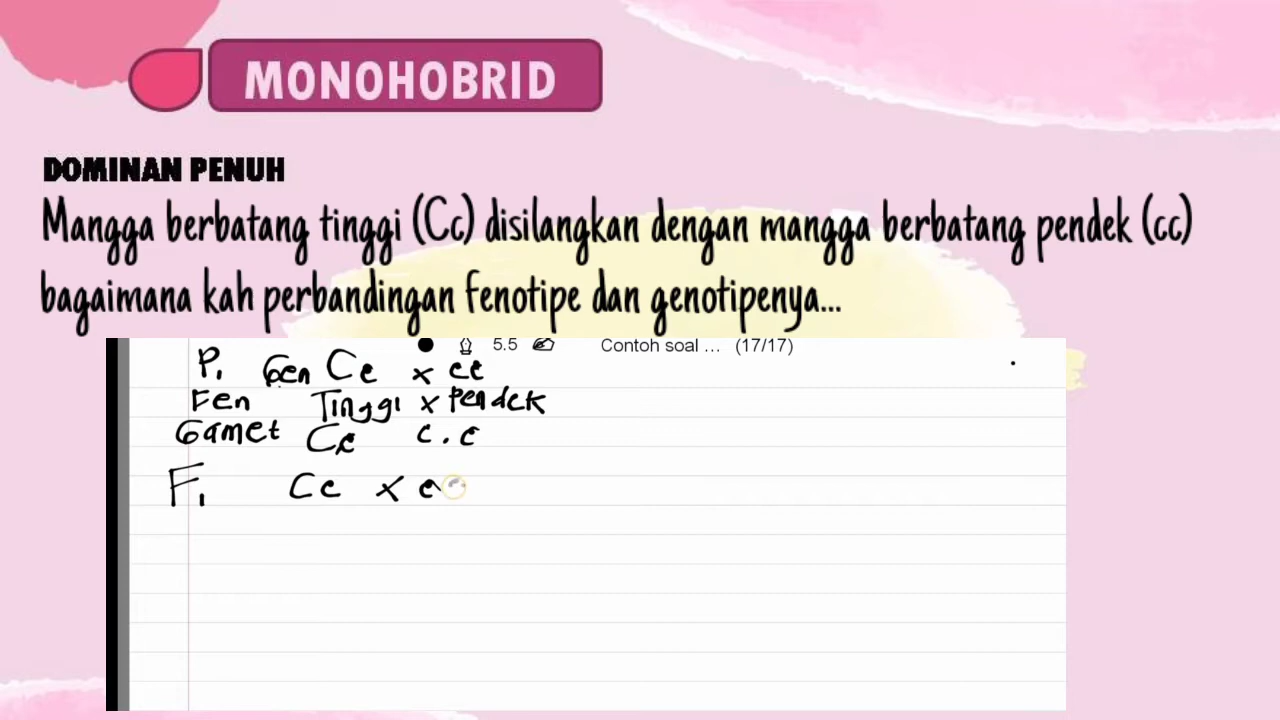 MONOHOBRID
DOMINAN PENUH
Mangga berbatang tinggi (Cc) disilangkan dengan mangga berbatang pendek (cc)
bagaimana kah perbandingan fenotipe dan genotipenya...
5.5 Contoh soal ... (17/17)
P1 Gen Cc x cc
Fen Tinggi x Pendek
Gamet C,c c . c
F1 Cc x c